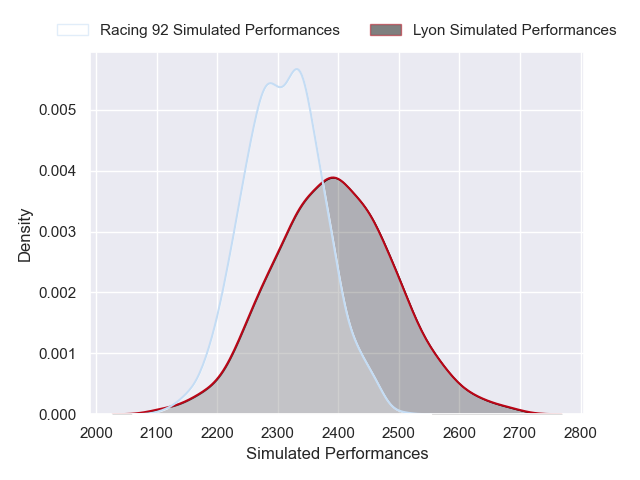 Racing 92 Simulated Performances
Lyon Simulated Performances
Density
0.005
0.004
0.003
0.002
0.001
0.000
2000 2100 2200 2300 2400 2500 2600 2700 2800
Simulated Performances